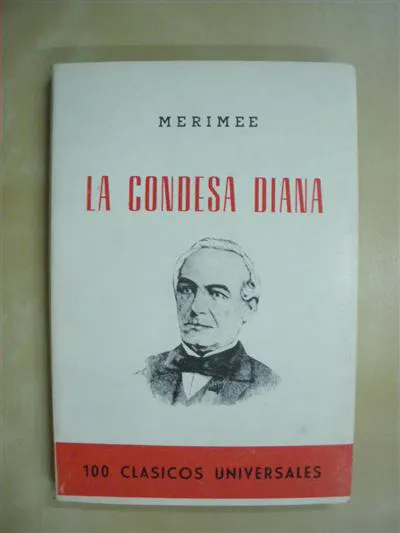 MERIMEE
LA CONDESA DIANA
100 CLASICOS UNIVERSALES